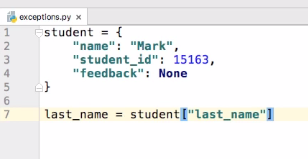 exceptions.py ×
1 student = {
2     "name": "Mark",
3     "student_id": 15163,
4     "feedback": None
5 }
6
7 last_name = student["last_name"]